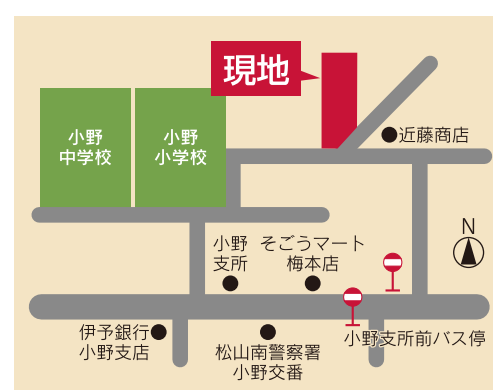 現地
小野
中学校
小野
小学校
近藤商店
小野
支所
そごうマート
梅本店
N
伊予銀行
小野支店
松山南警察署
小野交番
小野支所前バス停